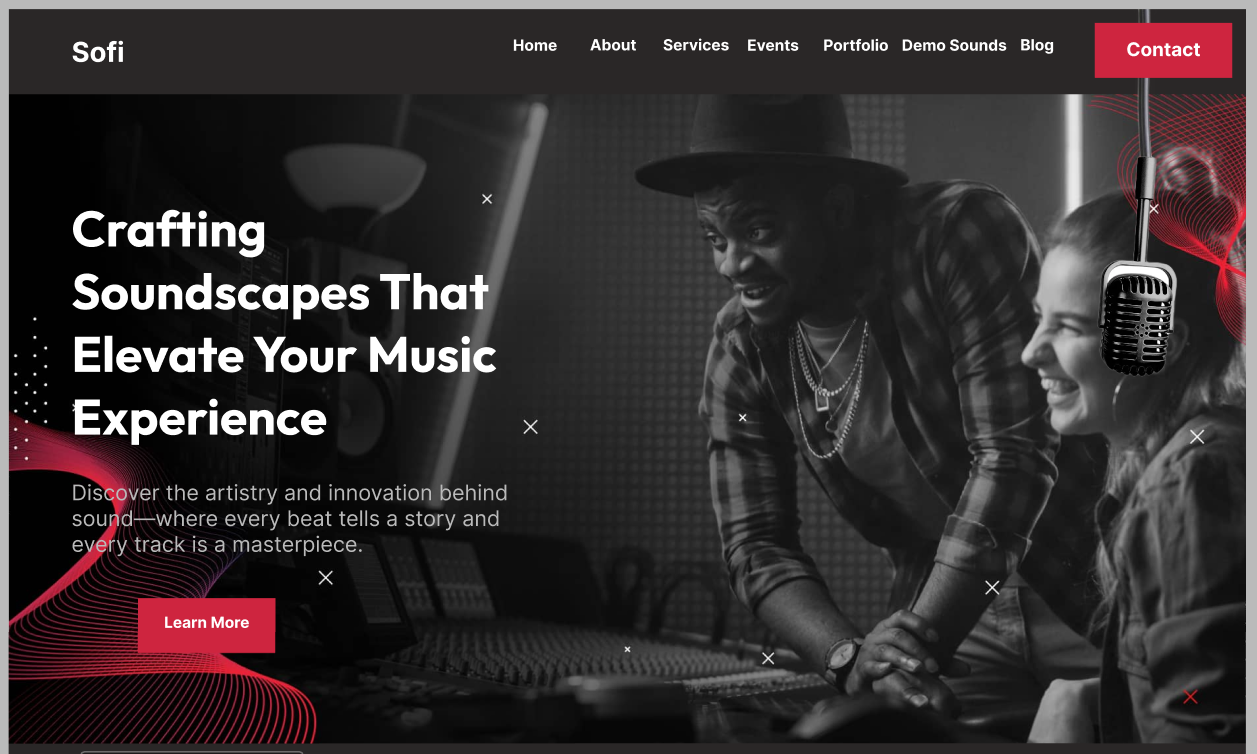 Sofi
Home About Services Events Portfolio Demo Sounds Blog Contact
Crafting
Soundscapes That
Elevate Your Music
Experience
Discover the artistry and innovation behind
sound—where every beat tells a story and
every track is a masterpiece.
Learn More